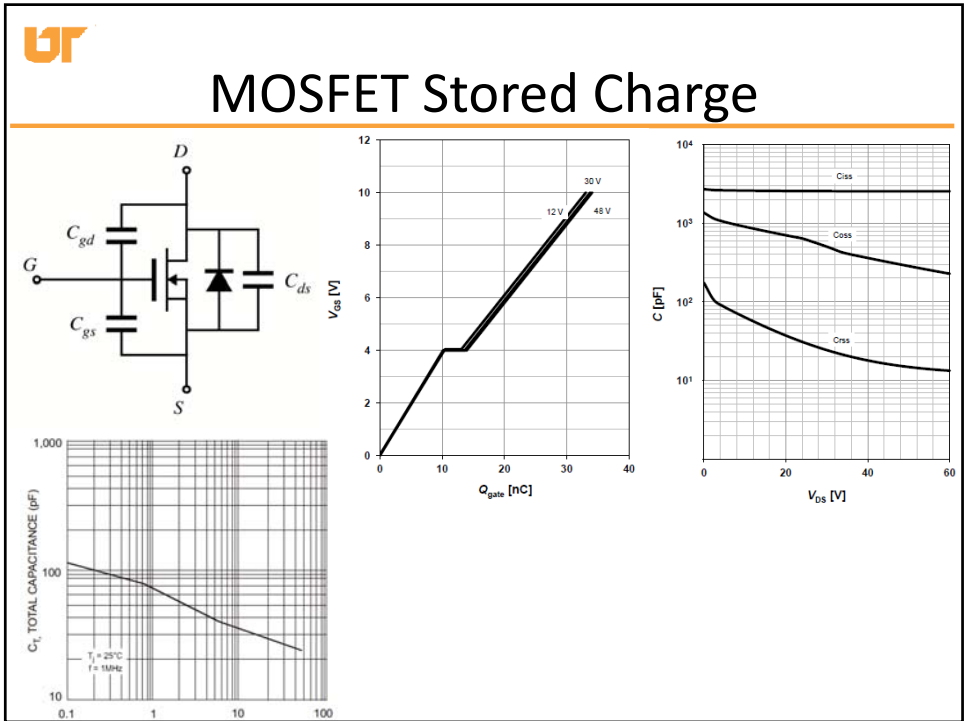 UT
MOSFET Stored Charge
D
C_gd
G
C_gs
C_ds
S
12
10
8
6
4
2
0
0 10 20 30 40
30 V
12 V
48 V
V_GS [V]
Q_gate [nC]
10^4
10^3
10^2
10^1
Ciss
Coss
Crss
C [pF]
0 20 40 60
V_DS [V]
1,000
100
10
C_T, TOTAL CAPACITANCE (pF)
T_j = 25°C
f = 1MHz
0.1 1 10 100